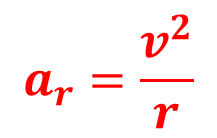 a_r = v^2/r